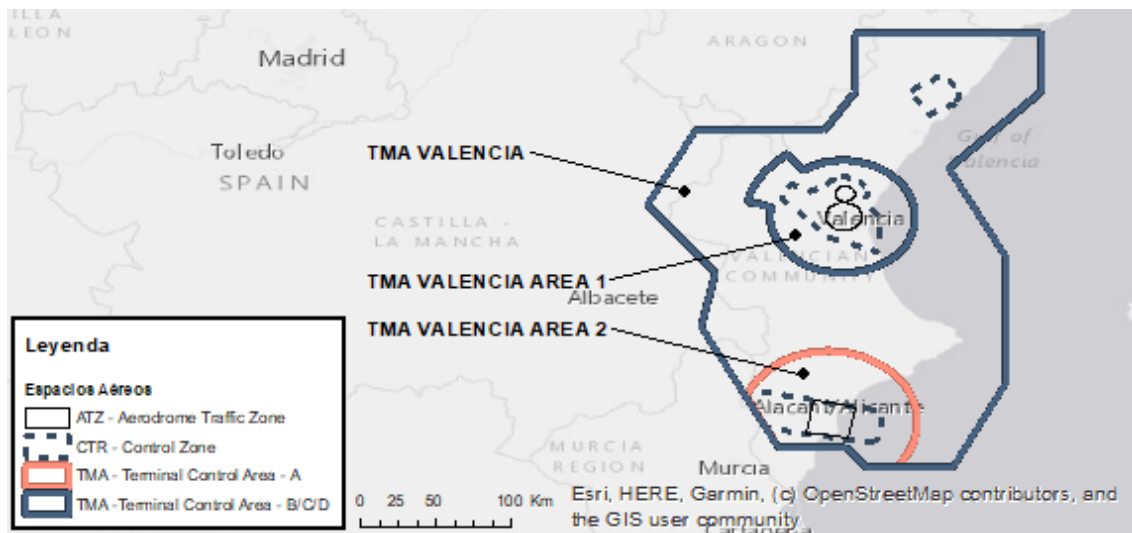 ILLA
LEON
Madrid
ARAGON
Toledo
SPAIN
TMA VALENCIA
Gulf of
Valencia
CASTILLA -
LA MANCHA
Valencia
VALENCIAN
COMMUNITY
TMA VALENCIA AREA 1
Albacete
TMA VALENCIA AREA 2
Leyenda
Espacios Aéreos
ATZ - Aerodrome Traffic Zone
CTR - Control Zone
TMA - Terminal Control Area - A
TMA - Terminal Control Area - B/C/D
Alacant/Alicante
MURCIA
REGION
Murcia
0 25 50 100 Km
Esri, HERE, Garmin, (c) OpenStreetMap contributors, and
the GIS user community